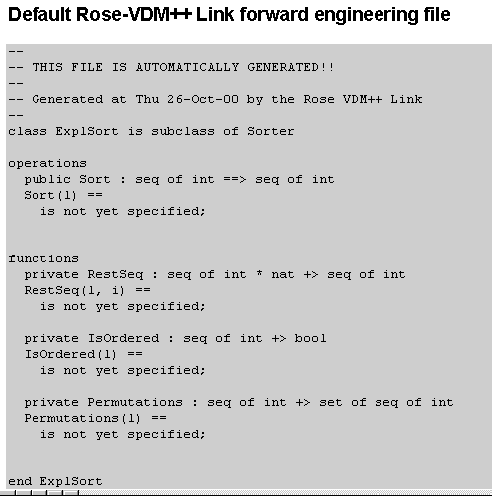 Default Rose-VDM++ Link forward engineering file
--
-- THIS FILE IS AUTOMATICALLY GENERATED!!
--
-- Generated at Thu 26-Oct-00 by the Rose VDM++ Link
--
class ExplSort is subclass of Sorter
operations
public Sort : seq of int ==> seq of int
Sort(l) ==
is not yet specified;
functions
private RestSeq : seq of int * nat +> seq of int
RestSeq(l, i) ==
is not yet specified;
private IsOrdered : seq of int +> bool
IsOrdered(l) ==
is not yet specified;
private Permutations : seq of int +> set of seq of int
Permutations(l) ==
is not yet specified;
end ExplSort